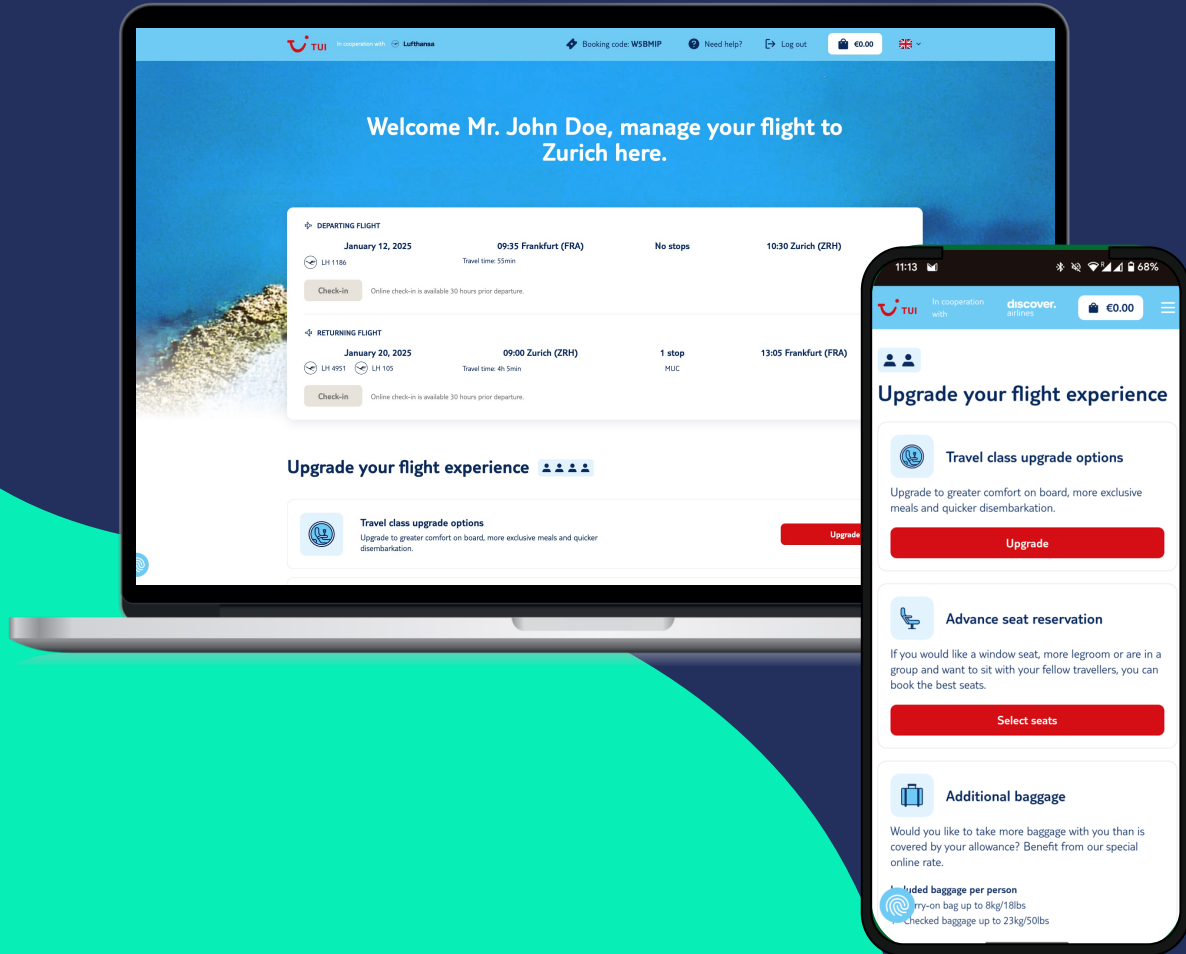 TUI In cooperation with Lufthansa Booking code: W5BMIP Need help? Log out €0.00
Welcome Mr. John Doe, manage your flight to
Zurich here.
DEPARTING FLIGHT
January 12, 2025 09:35 Frankfurt (FRA) No stops 10:30 Zurich (ZRH)
LH 1186 Travel time: 55min
Check-in Online check-in is available 30 hours prior departure.
RETURNING FLIGHT
January 20, 2025 09:00 Zurich (ZRH) 1 stop 13:05 Frankfurt (FRA)
LH 4951 LH 105 Travel time: 4h 5min MUC
Check-in Online check-in is available 30 hours prior departure.
Upgrade your flight experience
Travel class upgrade options
Upgrade to greater comfort on board, more exclusive meals and quicker
disembarkation.
Upgrade
11:13 R 68%
TUI In cooperation
with
discover.
airlines
€0.00
Upgrade your flight experience
Travel class upgrade options
Upgrade to greater comfort on board, more exclusive
meals and quicker disembarkation.
Upgrade
Advance seat reservation
If you would like a window seat, more legroom or are in a
group and want to sit with your fellow travellers, you can
book the best seats.
Select seats
Additional baggage
Would you like to take more baggage with you than is
covered by your allowance? Benefit from our special
online rate.
baggage per person
bag up to 8kg/18lbs
Checked baggage up to 23kg/50lbs